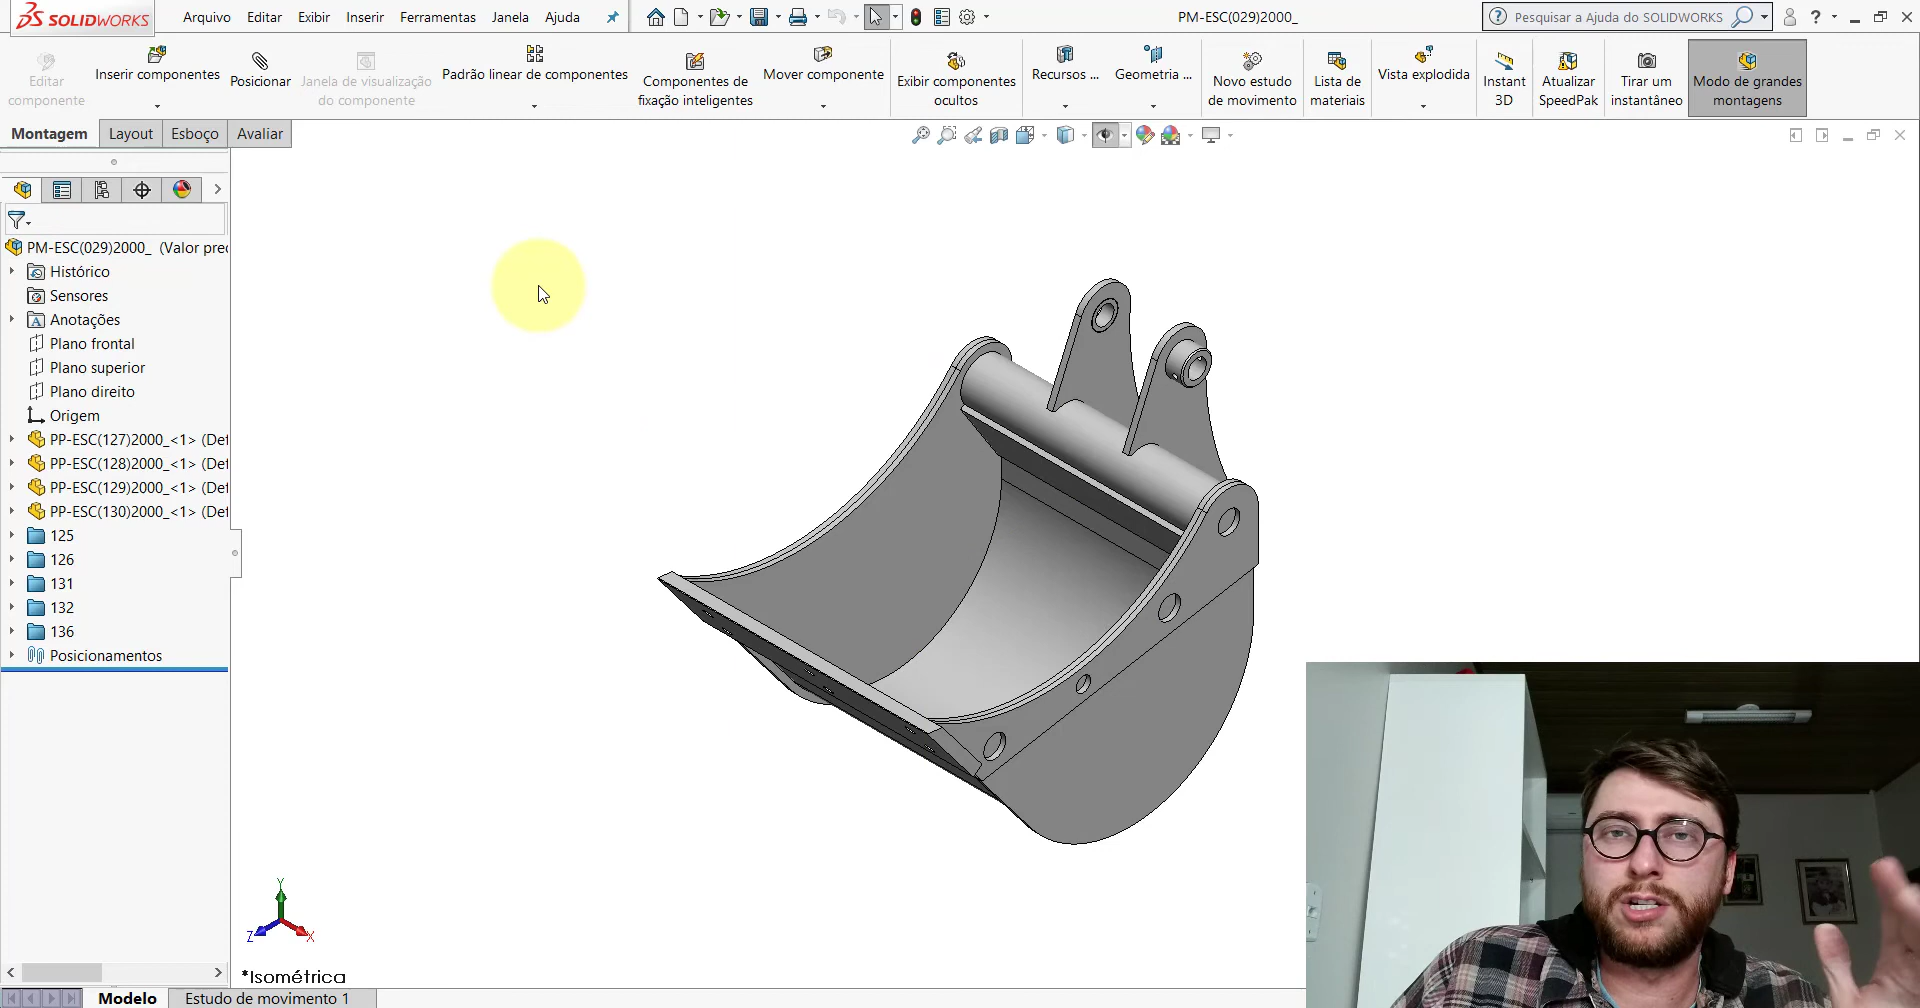 SOLIDWORKS
Arquivo Editar Exibir Inserir Ferramentas Janela Ajuda
PM-ESC(029)2000_
Pesquisar a Ajuda do SOLIDWORKS
Editar componente
Inserir componentes
Posicionar
Janela de visualização do componente
Padrão linear de componentes
Componentes de fixação inteligentes
Mover componente
Exibir componentes ocultos
Recursos ...
Geometria ...
Novo estudo de movimento
Lista de materiais
Vista explodida
Instant 3D
Atualizar SpeedPak
Tirar um instantâneo
Modo de grandes montagens
Montagem Layout Esboço Avaliar
PM-ESC(029)2000_ (Valor pred
Histórico
Sensores
Anotações
Plano frontal
Plano superior
Plano direito
Origem
PP-ESC(127)2000_<1> (Def
PP-ESC(128)2000_<1> (Def
PP-ESC(129)2000_<1> (Def
PP-ESC(130)2000_<1> (Def
125
126
131
132
136
Posicionamentos
Y
Z
X
*Isométrica
Modelo Estudo de movimento 1